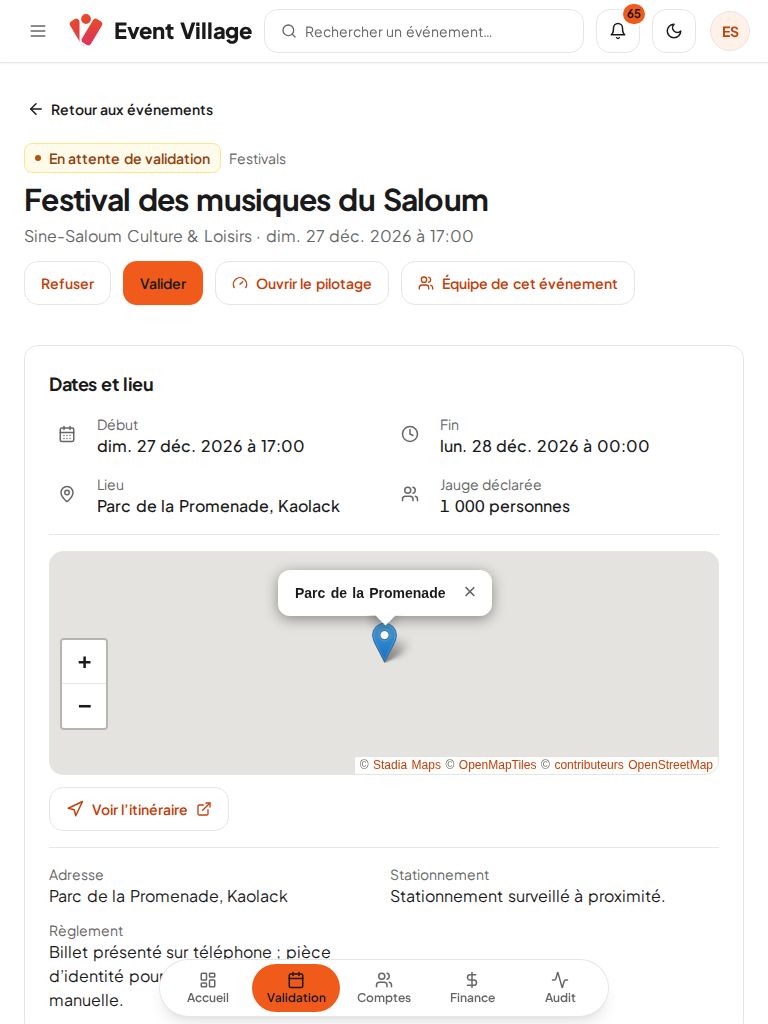 Event Village
Rechercher un événement…
65
ES
Retour aux événements
En attente de validation
Festivals
Festival des musiques du Saloum
Sine-Saloum Culture & Loisirs · dim. 27 déc. 2026 à 17:00
Refuser
Valider
Ouvrir le pilotage
Équipe de cet événement
Dates et lieu
Début
dim. 27 déc. 2026 à 17:00
Fin
lun. 28 déc. 2026 à 00:00
Lieu
Parc de la Promenade, Kaolack
Jauge déclarée
1 000 personnes
Parc de la Promenade
+
−
© Stadia Maps © OpenMapTiles © contributeurs OpenStreetMap
Voir l’itinéraire
Adresse
Parc de la Promenade, Kaolack
Stationnement
Stationnement surveillé à proximité.
Règlement
Billet présenté sur téléphone ; pièce
d’identité pour
manuelle.
Accueil
Validation
Comptes
Finance
Audit